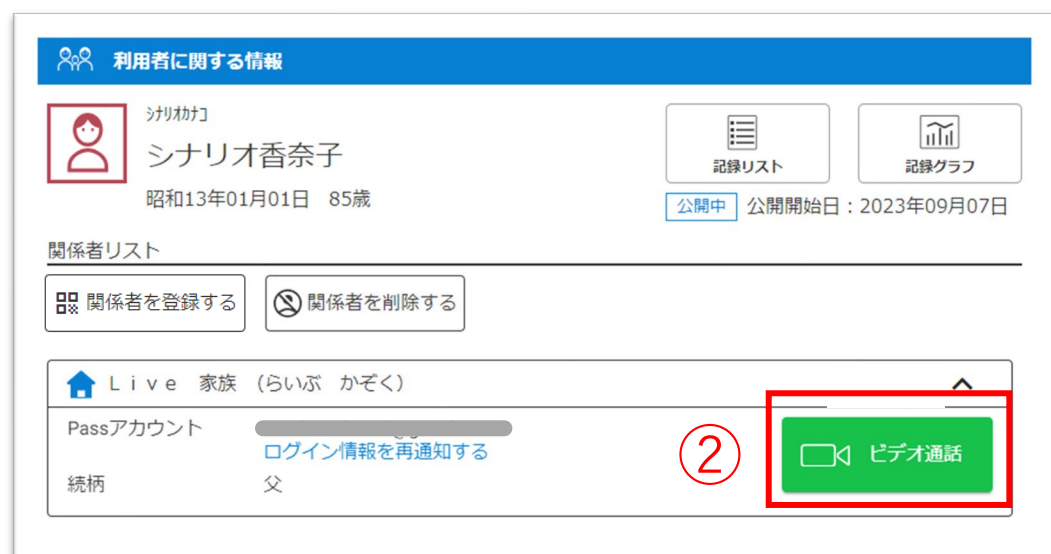 利用者に関する情報
ｼﾅﾘｵｶﾅｺ
シナリオ香奈子
昭和13年01月01日　85歳
記録リスト
記録グラフ
公開中 公開開始日：2023年09月07日
関係者リスト
関係者を登録する
関係者を削除する
Ｌｉｖｅ　家族　(らいぶ　かぞく)
Passアカウント
ログイン情報を再通知する
続柄 父
②
ビデオ通話